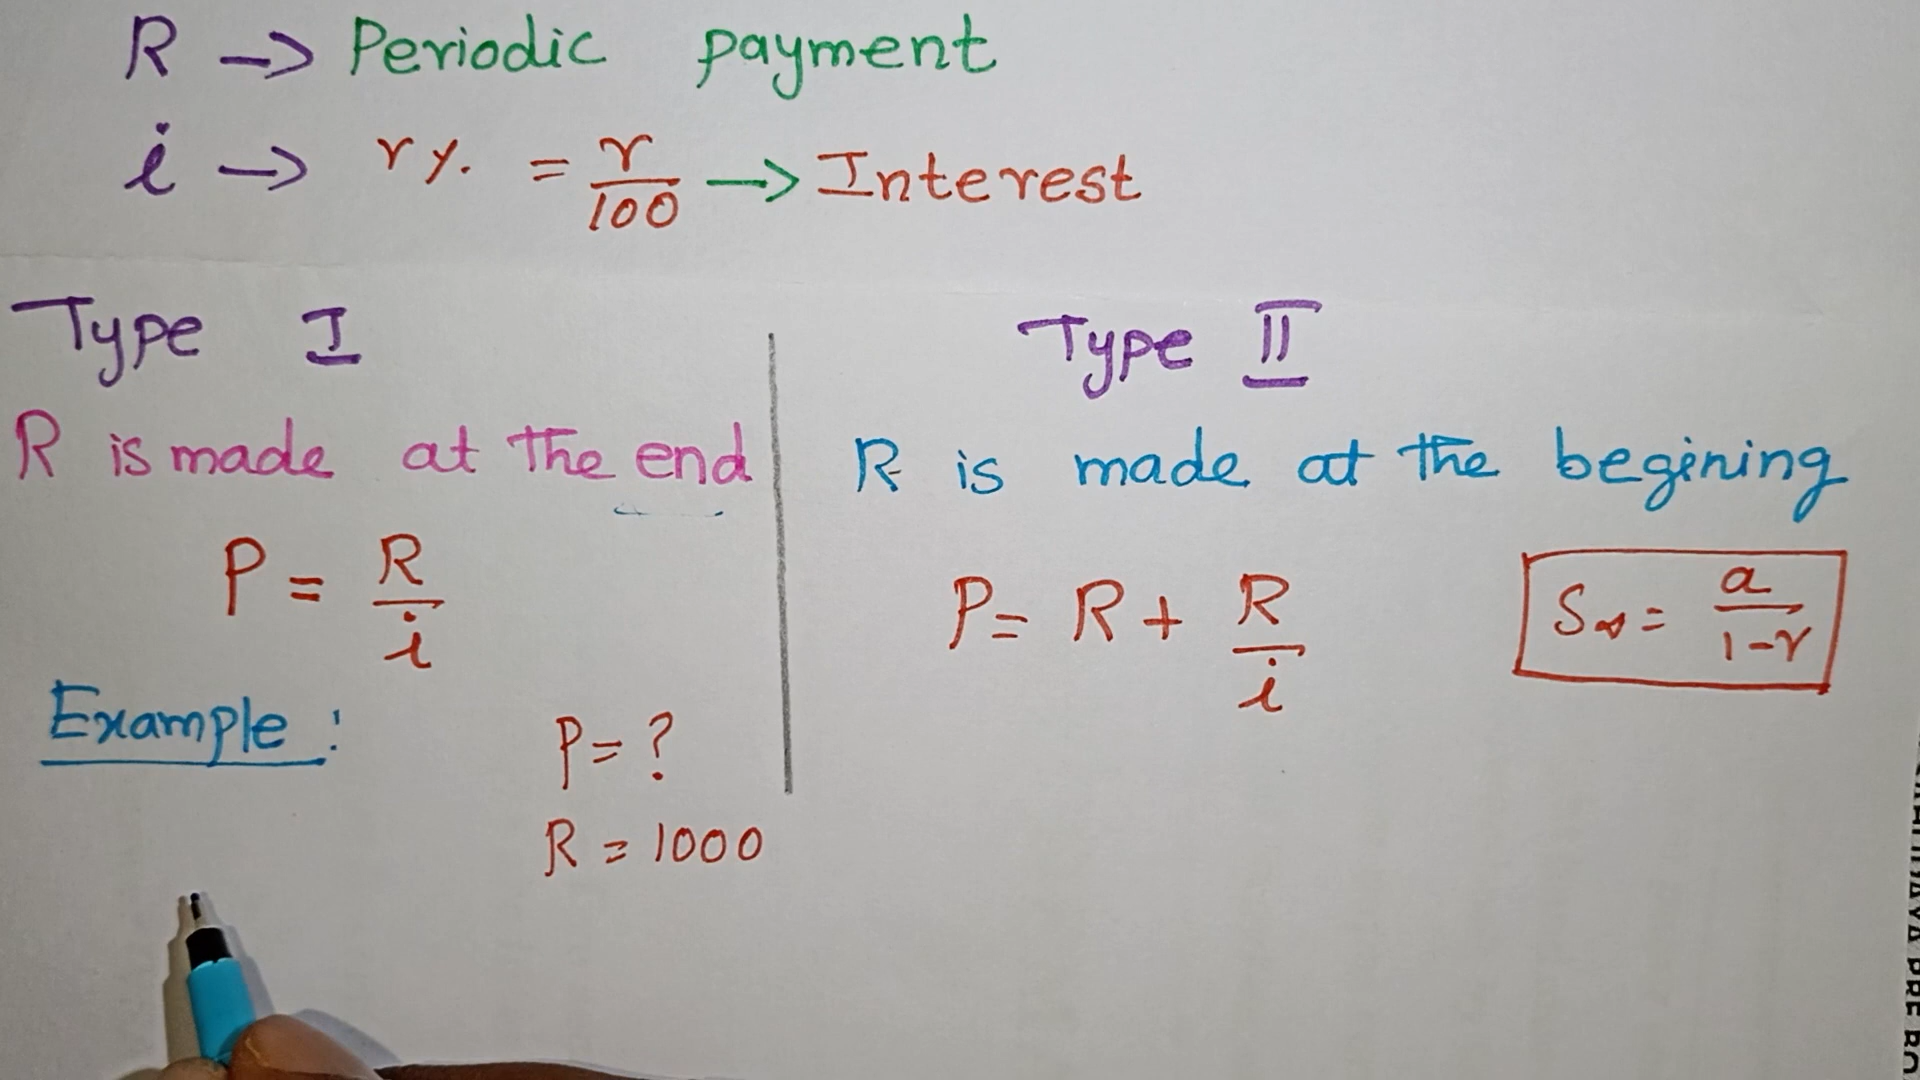 R → Periodic payment
i → r% = r/100 → Interest
Type I
R is made at the end
P = R/i
Example :
P = ?
R = 1000
Type II
R is made at the begining
P = R + R/i
S∞ = a/1-r